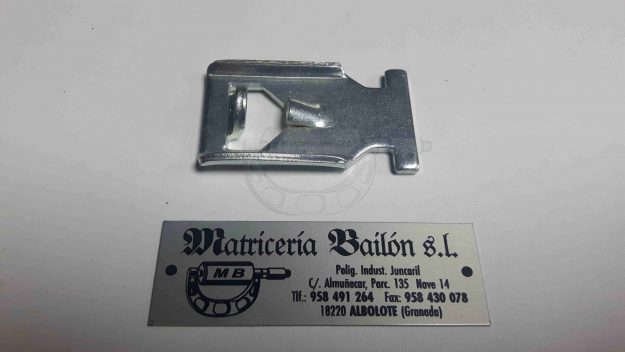 Matricería Bailón s.l.
MB
Polig. Indust. Juncaril
C/. Almuñecar, Parc. 135 Nave 14
Tlf.: 958 491 264 Fax: 958 430 078
18220 ALBOLOTE (Granada)